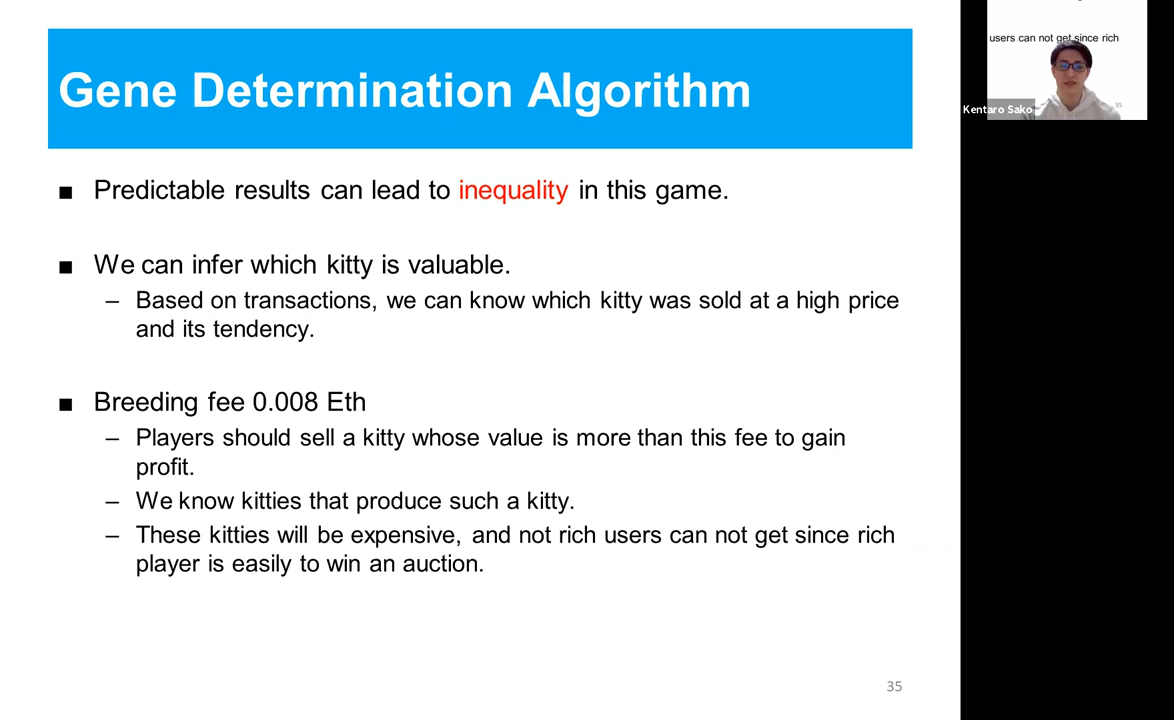 Gene Determination Algorithm
■ Predictable results can lead to inequality in this game.
■ We can infer which kitty is valuable.
– Based on transactions, we can know which kitty was sold at a high price
and its tendency.
■ Breeding fee 0.008 Eth
– Players should sell a kitty whose value is more than this fee to gain
profit.
– We know kitties that produce such a kitty.
– These kitties will be expensive, and not rich users can not get since rich
player is easily to win an auction.
35
users can not get since rich
35
Kentaro Sako